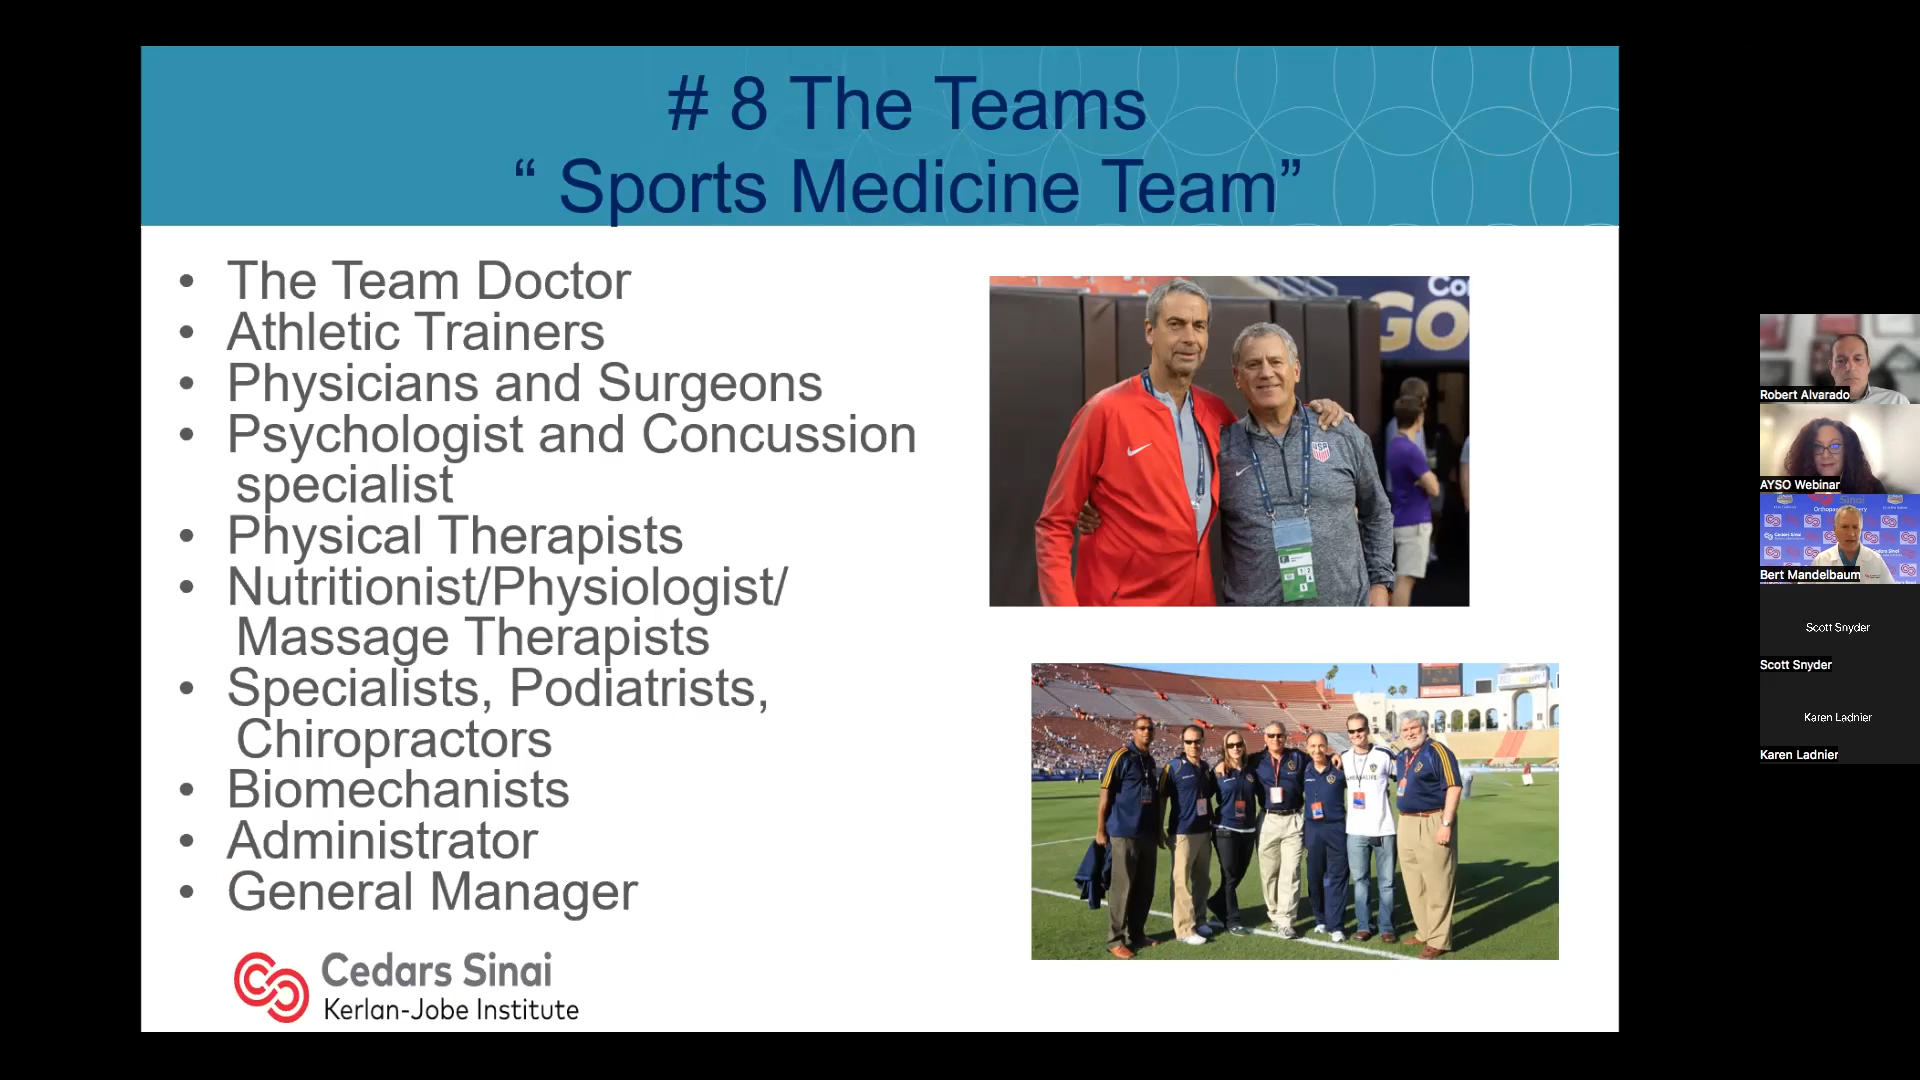 # 8 The Teams
“ Sports Medicine Team”
• The Team Doctor
• Athletic Trainers
• Physicians and Surgeons
• Psychologist and Concussion
specialist
• Physical Therapists
• Nutritionist/Physiologist/
Massage Therapists
• Specialists, Podiatrists,
Chiropractors
• Biomechanists
• Administrator
• General Manager
Cedars Sinai
Kerlan-Jobe Institute
Co
GO
Robert Alvarado
AYSO Webinar
Bert Mandelbaum
Scott Snyder
Scott Snyder
Karen Ladnier
Karen Ladnier